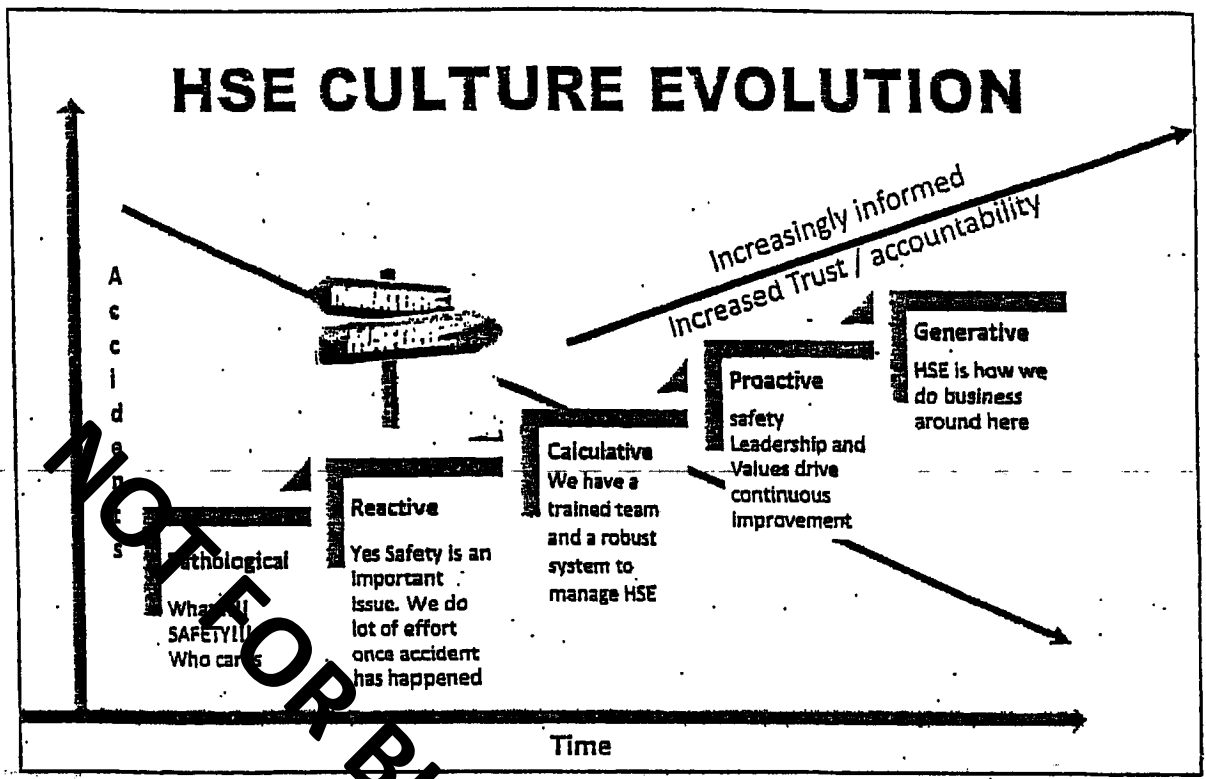 HSE CULTURE EVOLUTION
Accidents
Increasingly informed
Increased Trust / accountability
Generative
HSE is how we
do business
around here
Proactive
safety
Leadership and
Values drive
continuous
improvement
Calculative
We have a
trained team
and a robust
system to
manage HSE
Reactive
Yes Safety is an
important
issue. We do
lot of effort
once accident
has happened
Pathological
SAFETY!!!
Who cares
Time
NOT FOR